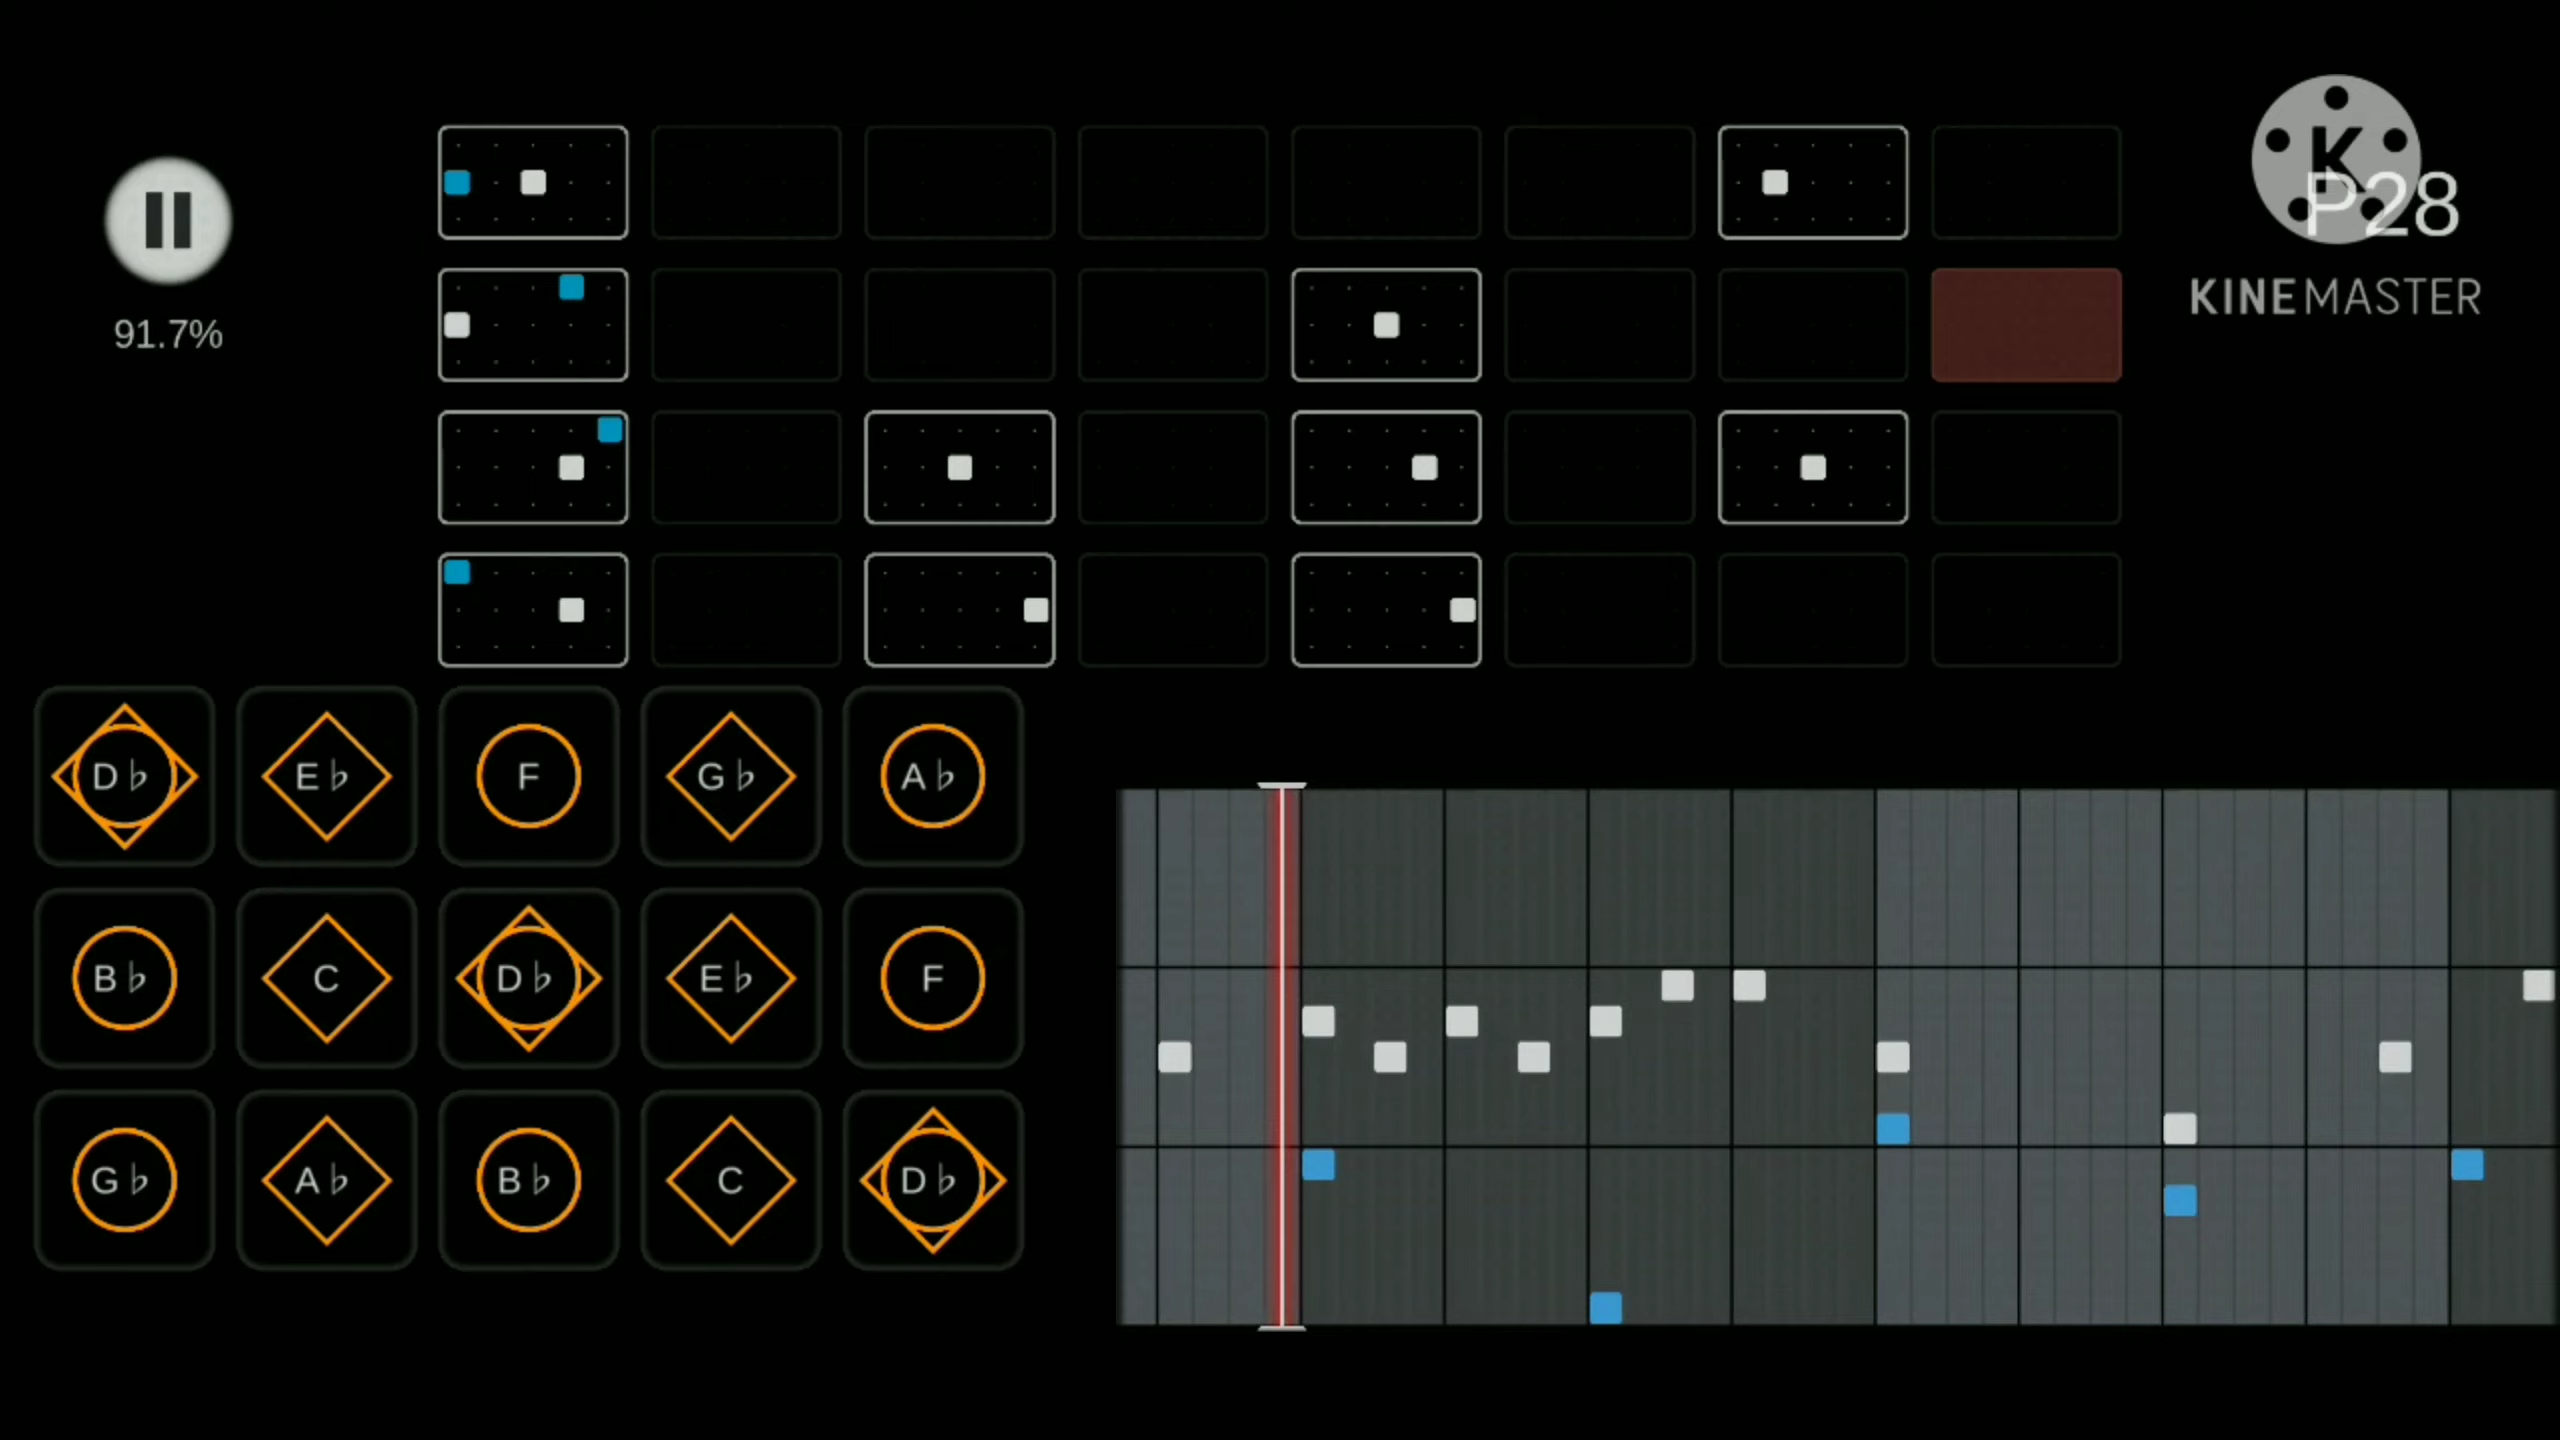 K
P28
KINEMASTER
91.7%
D♭ E♭ F G♭ A♭
B♭ C D♭ E♭ F
G♭ A♭ B♭ C D♭